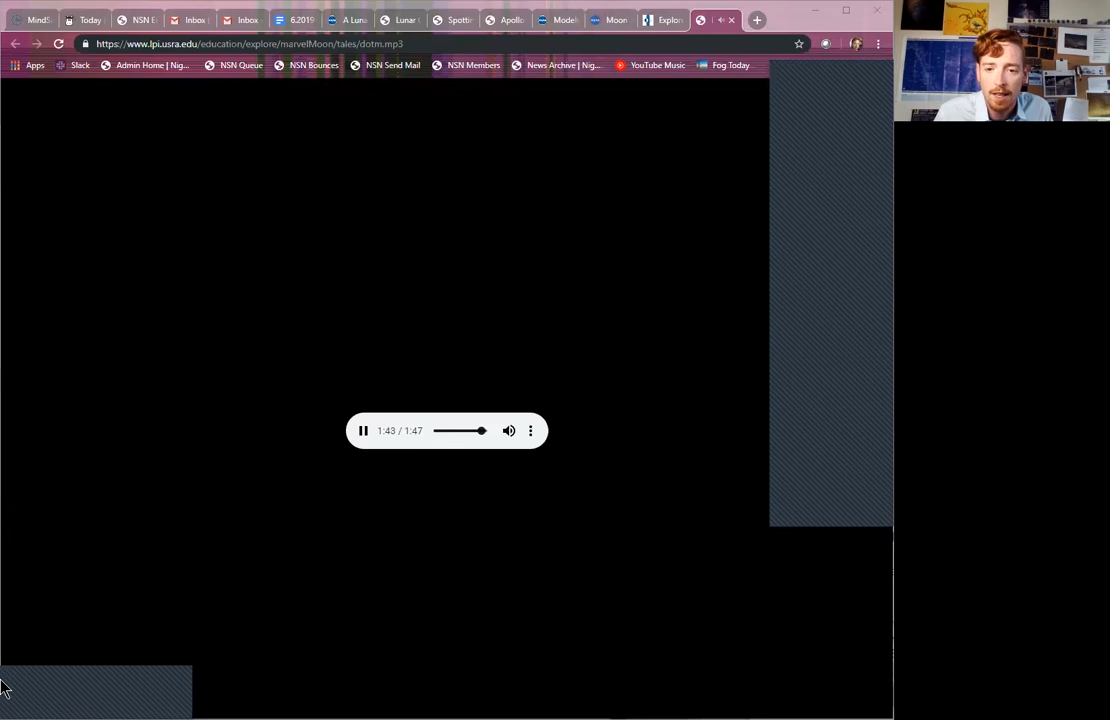 MindS Today NSN E Inbox ( Inbox 6.2019 A Luna Lunar ( Spottin Apollo Model Moon Explor
https://www.lpi.usra.edu/education/explore/marvelMoon/tales/dotm.mp3
Apps Slack Admin Home | Nig... NSN Queue NSN Bounces NSN Send Mail NSN Members News Archive | Nig... YouTube Music Fog Today
1:43 / 1:47